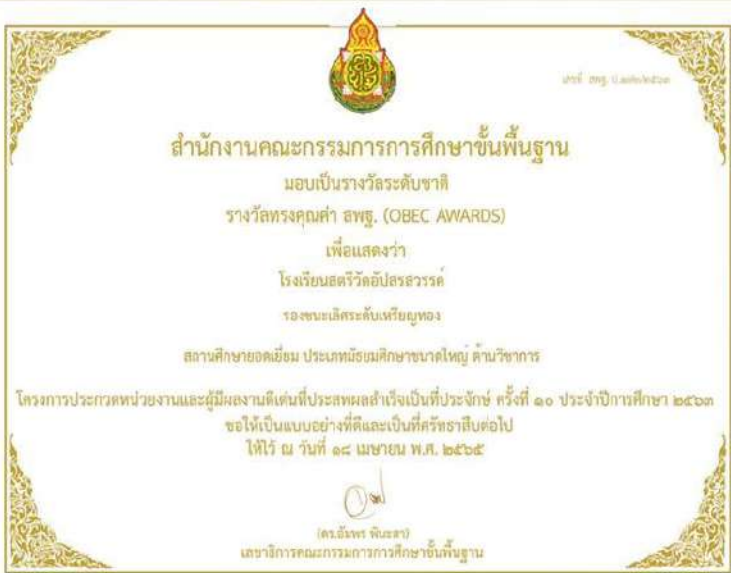 เลขที่ สพฐ. ป.
สำนักงานคณะกรรมการการศึกษาขั้นพื้นฐาน
มอบเป็นรางวัลระดับชาติ
รางวัลทรงคุณค่า สพฐ. (OBEC AWARDS)
เพื่อแสดงว่า
โรงเรียนสตรีวัดอัปสรสวรรค์
รองชนะเลิศระดับเหรียญทอง
สถานศึกษายอดเยี่ยม ประเภทมัธยมศึกษาขนาดใหญ่ ด้านวิชาการ
โครงการประกวดหน่วยงานและผู้มีผลงานดีเด่นที่ประสพผลสำเร็จเป็นที่ประจักษ์ ครั้งที่ ๑๐ ประจำปีการศึกษา ๒๕๖๓
ขอให้เป็นแบบอย่างที่ดีและเป็นที่ศรัทธาสืบต่อไป
ให้ไว้ ณ วันที่ ๑๘ เมษายน พ.ศ. ๒๕๖๕
(ดร.อัมพร พินะสา)
เลขาธิการคณะกรรมการการศึกษาขั้นพื้นฐาน